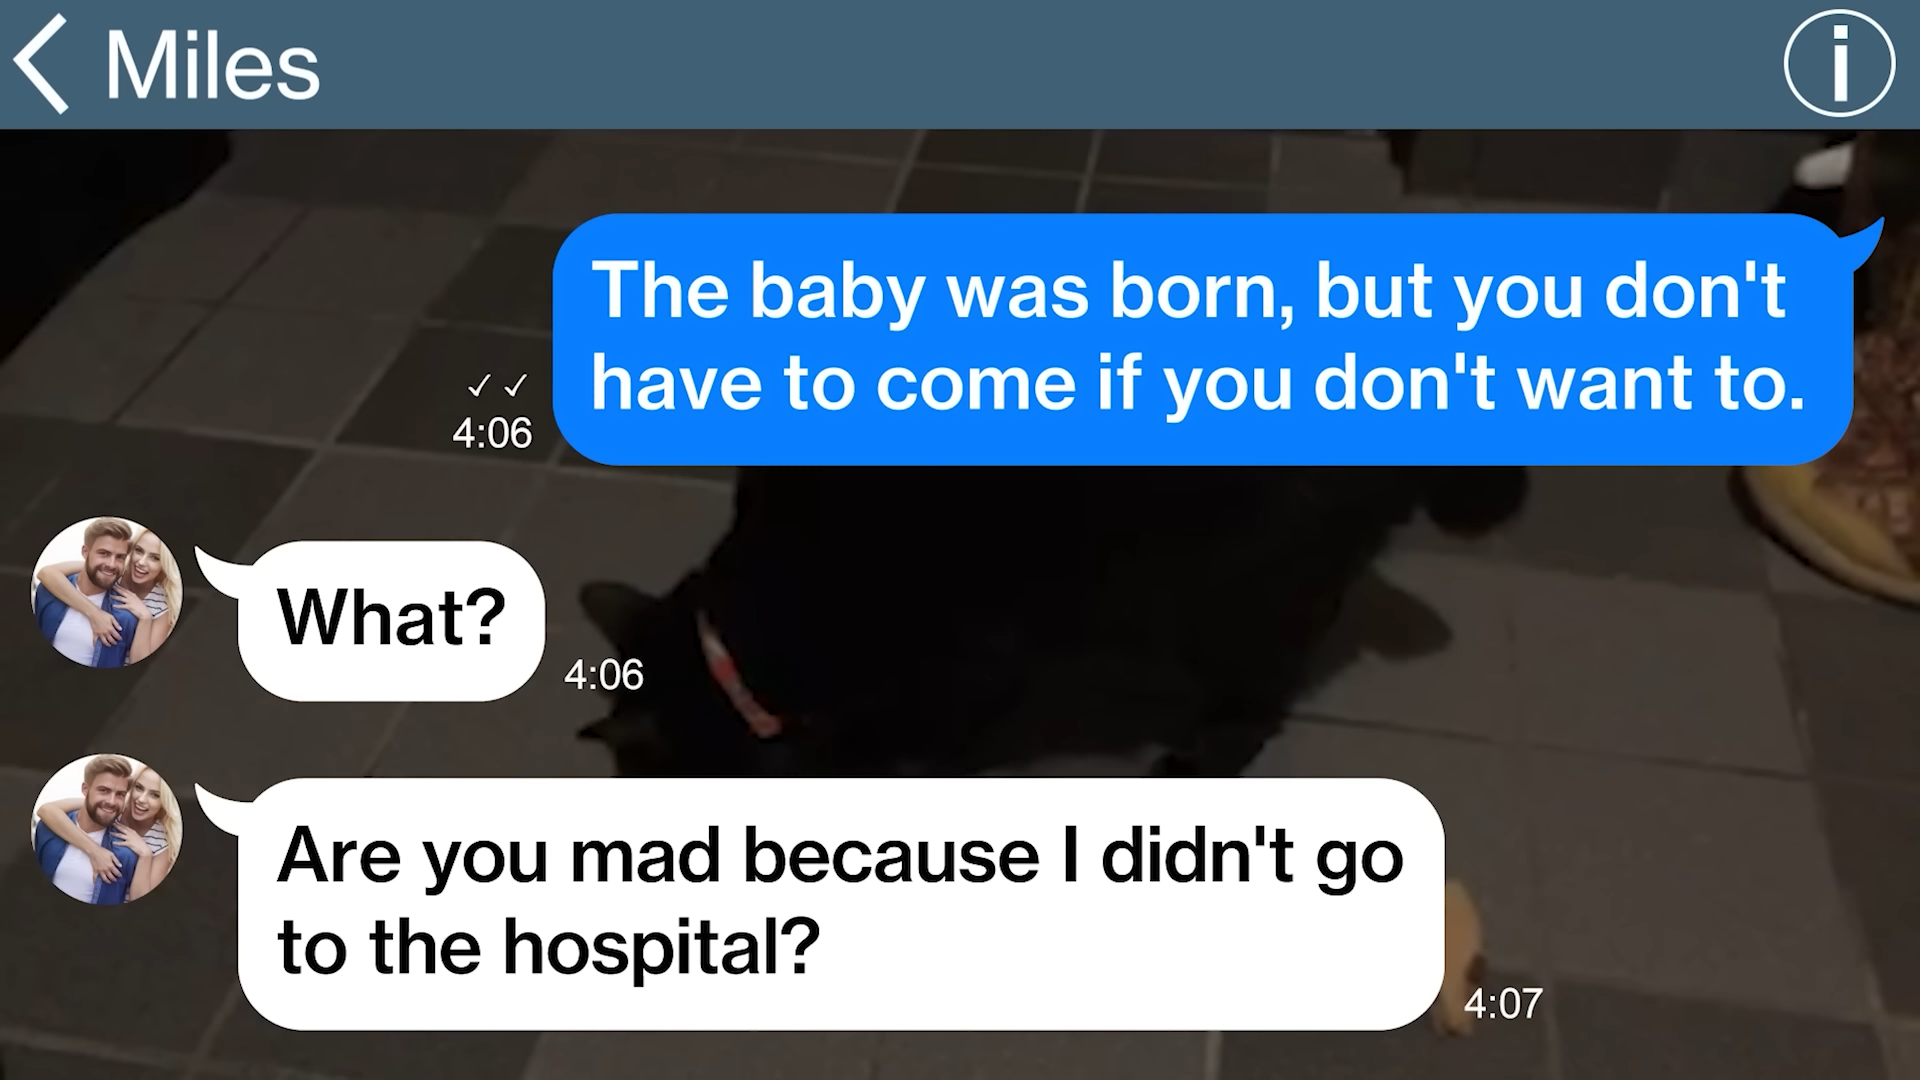 Miles
The baby was born, but you don't
have to come if you don't want to.
4:06
What?
4:06
Are you mad because I didn't go
to the hospital?
4:07